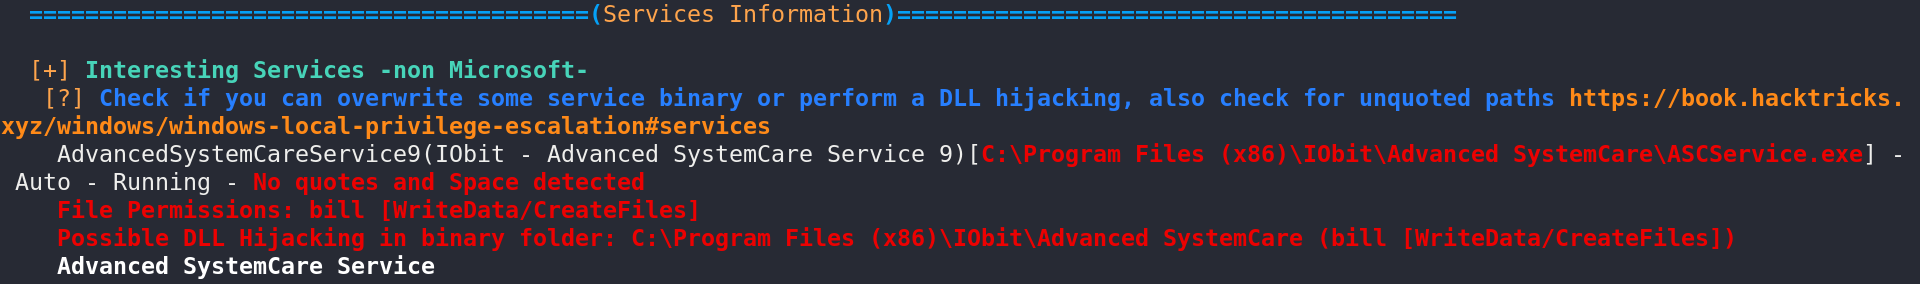 ========================================(Services Information)========================================
[+] Interesting Services -non Microsoft-
[?] Check if you can overwrite some service binary or perform a DLL hijacking, also check for unquoted paths https://book.hacktricks.
xyz/windows/windows-local-privilege-escalation#services
AdvancedSystemCareService9(IObit - Advanced SystemCare Service 9)[C:\Program Files (x86)\IObit\Advanced SystemCare\ASCService.exe] -
Auto - Running - No quotes and Space detected
File Permissions: bill [WriteData/CreateFiles]
Possible DLL Hijacking in binary folder: C:\Program Files (x86)\IObit\Advanced SystemCare (bill [WriteData/CreateFiles])
Advanced SystemCare Service